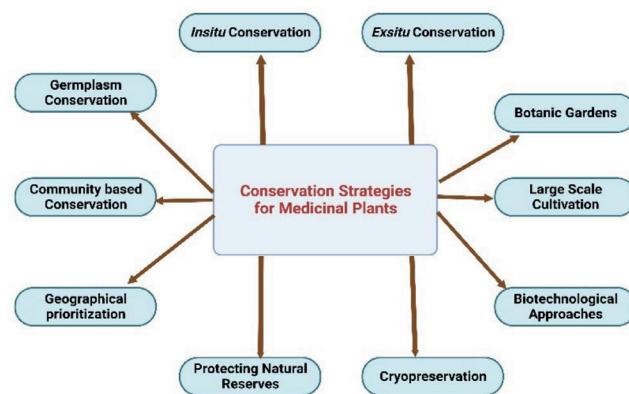 Insitu Conservation
Exsitu Conservation
Germplasm
Conservation
Botanic Gardens
Community based
Conservation
Conservation Strategies
for Medicinal Plants
Large Scale
Cultivation
Geographical
prioritization
Biotechnological
Approaches
Protecting Natural
Reserves
Cryopreservation